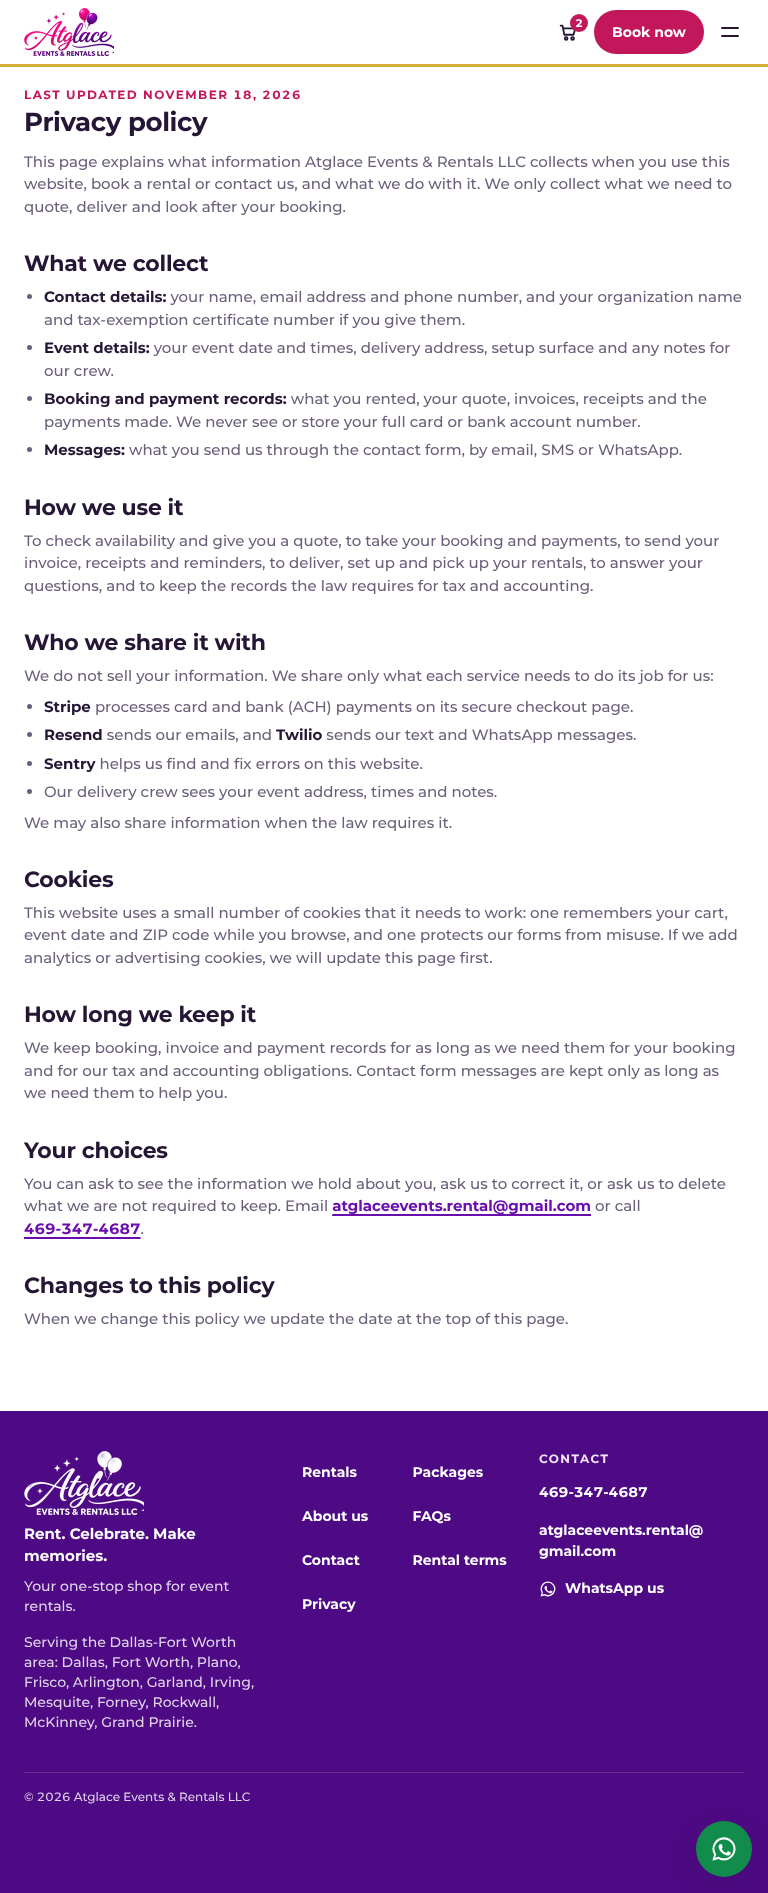 Atglace
EVENTS & RENTALS LLC
2
Book now
LAST UPDATED NOVEMBER 18, 2026
Privacy policy
This page explains what information Atglace Events & Rentals LLC collects when you use this
website, book a rental or contact us, and what we do with it. We only collect what we need to
quote, deliver and look after your booking.
What we collect
• Contact details: your name, email address and phone number, and your organization name
and tax-exemption certificate number if you give them.
• Event details: your event date and times, delivery address, setup surface and any notes for
our crew.
• Booking and payment records: what you rented, your quote, invoices, receipts and the
payments made. We never see or store your full card or bank account number.
• Messages: what you send us through the contact form, by email, SMS or WhatsApp.
How we use it
To check availability and give you a quote, to take your booking and payments, to send your
invoice, receipts and reminders, to deliver, set up and pick up your rentals, to answer your
questions, and to keep the records the law requires for tax and accounting.
Who we share it with
We do not sell your information. We share only what each service needs to do its job for us:
• Stripe processes card and bank (ACH) payments on its secure checkout page.
• Resend sends our emails, and Twilio sends our text and WhatsApp messages.
• Sentry helps us find and fix errors on this website.
• Our delivery crew sees your event address, times and notes.
We may also share information when the law requires it.
Cookies
This website uses a small number of cookies that it needs to work: one remembers your cart,
event date and ZIP code while you browse, and one protects our forms from misuse. If we add
analytics or advertising cookies, we will update this page first.
How long we keep it
We keep booking, invoice and payment records for as long as we need them for your booking
and for our tax and accounting obligations. Contact form messages are kept only as long as
we need them to help you.
Your choices
You can ask to see the information we hold about you, ask us to correct it, or ask us to delete
what we are not required to keep. Email atglaceevents.rental@gmail.com or call
469-347-4687.
Changes to this policy
When we change this policy we update the date at the top of this page.
Atglace
EVENTS & RENTALS LLC
Rent. Celebrate. Make
memories.
Your one-stop shop for event
rentals.
Serving the Dallas-Fort Worth
area: Dallas, Fort Worth, Plano,
Frisco, Arlington, Garland, Irving,
Mesquite, Forney, Rockwall,
McKinney, Grand Prairie.
Rentals
Packages
About us
FAQs
Contact
Rental terms
Privacy
CONTACT
469-347-4687
atglaceevents.rental@
gmail.com
WhatsApp us
© 2026 Atglace Events & Rentals LLC